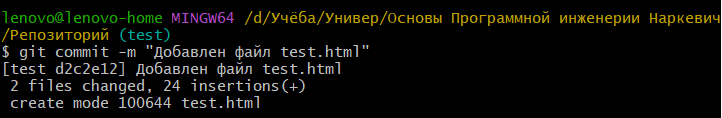 lenovo@lenovo-home MINGW64 /d/Учёба/Универ/Основы Программной инженерии Наркевич
/Репозиторий (test)
$ git commit -m "Добавлен файл test.html"
[test d2c2e12] Добавлен файл test.html
 2 files changed, 24 insertions(+)
 create mode 100644 test.html